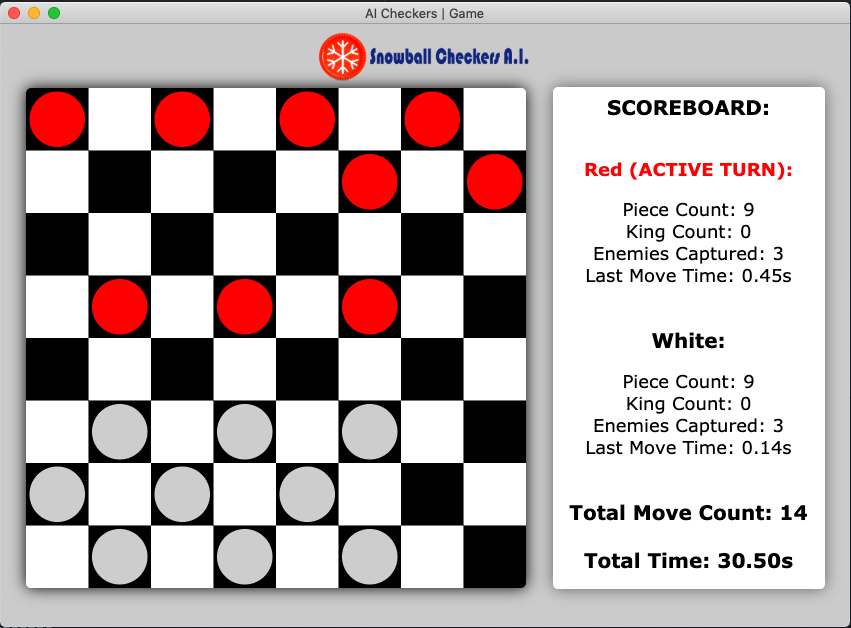 AI Checkers | Game
Snowball Checkers A.I.
SCOREBOARD:
Red (ACTIVE TURN):
Piece Count: 9
King Count: 0
Enemies Captured: 3
Last Move Time: 0.45s
White:
Piece Count: 9
King Count: 0
Enemies Captured: 3
Last Move Time: 0.14s
Total Move Count: 14
Total Time: 30.50s